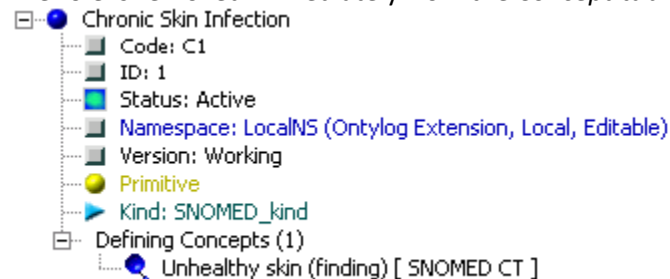 Chronic Skin Infection
Code: C1
ID: 1
Status: Active
Namespace: LocalNS (Ontylog Extension, Local, Editable)
Version: Working
Primitive
Kind: SNOMED_kind
Defining Concepts (1)
Unhealthy skin (finding) [ SNOMED CT ]